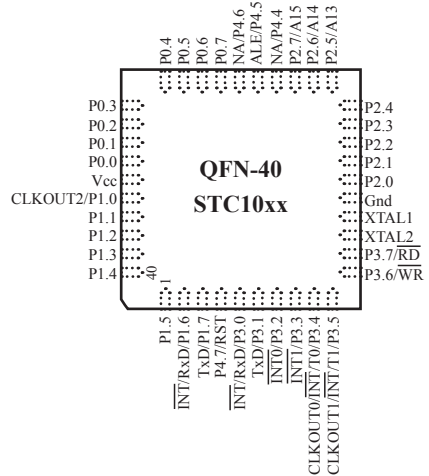 P0.4
P0.5
P0.6
P0.7
NA/P4.6
ALE/P4.5
NA/P4.4
P2.7/A15
P2.6/A14
P2.5/A13
P0.3
P0.2
P0.1
P0.0
Vcc
CLKOUT2/P1.0
P1.1
P1.2
P1.3
P1.4
QFN-40
STC10xx
P2.4
P2.3
P2.2
P2.1
P2.0
Gnd
XTAL1
XTAL2
P3.7/RD
P3.6/WR
40
1
P1.5
INT/RxD/P1.6
TxD/P1.7
P4.7/RST
INT/RxD/P3.0
TxD/P3.1
INT0/P3.2
INT1/P3.3
CLKOUT0/INT/T0/P3.4
CLKOUT1/INT/T1/P3.5